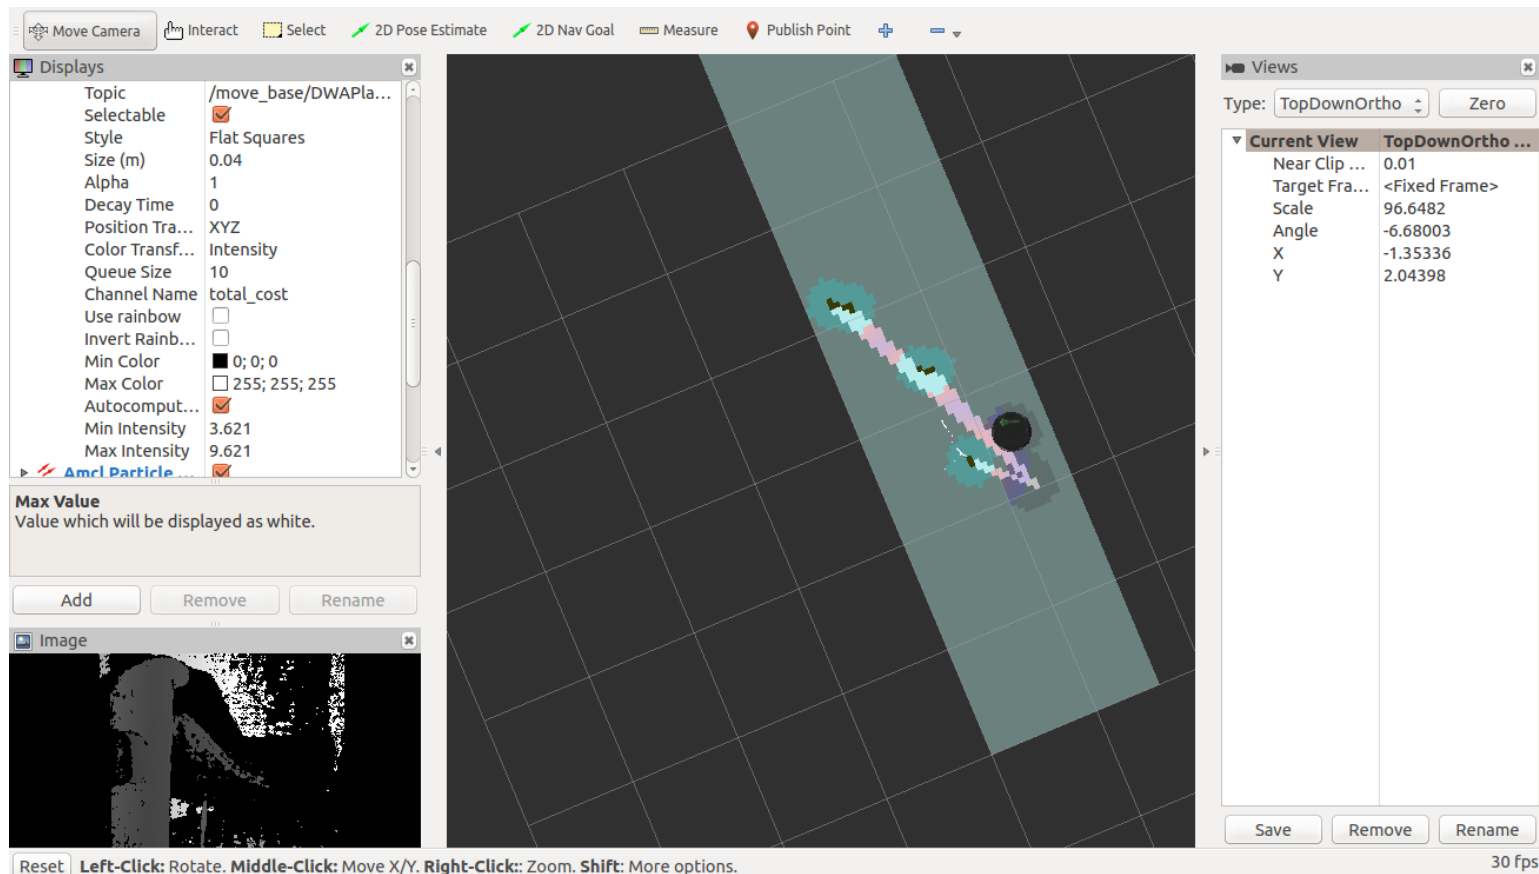 Move Camera Interact Select 2D Pose Estimate 2D Nav Goal Measure Publish Point
Displays
Topic /move_base/DWAPla...
Selectable
Style Flat Squares
Size (m) 0.04
Alpha 1
Decay Time 0
Position Tra... XYZ
Color Transf... Intensity
Queue Size 10
Channel Name total_cost
Use rainbow
Invert Rainb...
Min Color 0; 0; 0
Max Color 255; 255; 255
Autocomput...
Min Intensity 3.621
Max Intensity 9.621
Amcl Particle ...
Max Value
Value which will be displayed as white.
Add Remove Rename
Image
Views
Type: TopDownOrtho Zero
Current View TopDownOrtho ...
Near Clip ... 0.01
Target Fra... <Fixed Frame>
Scale 96.6482
Angle -6.68003
X -1.35336
Y 2.04398
Save Remove Rename
Reset Left-Click: Rotate. Middle-Click: Move X/Y. Right-Click:: Zoom. Shift: More options. 30 fps